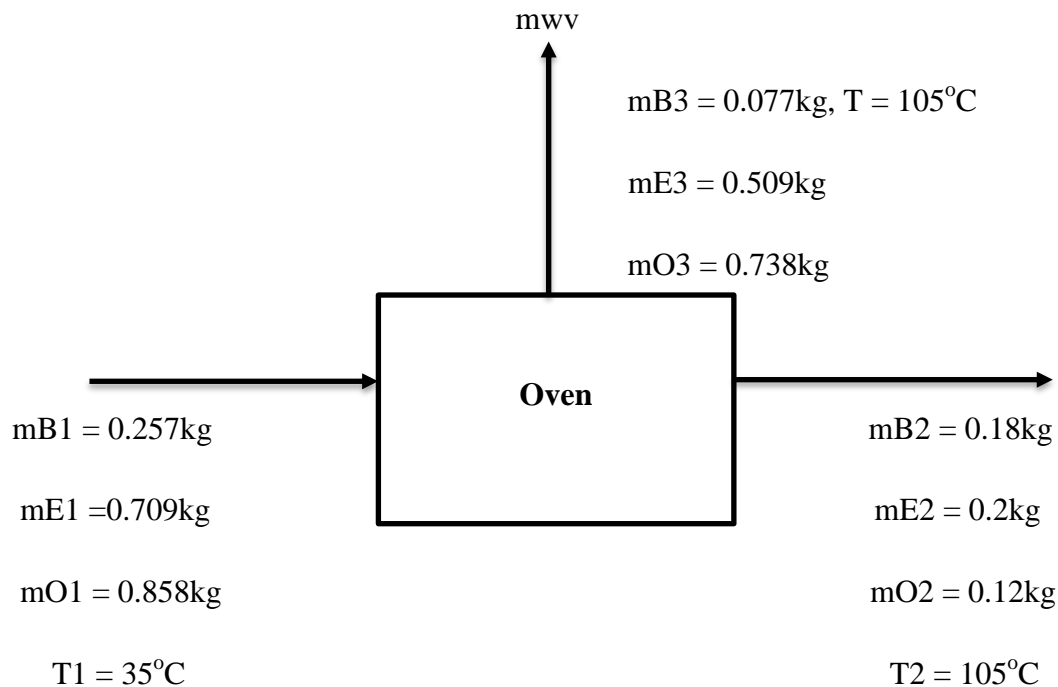 mwv
mB3 = 0.077kg, T = 105°C
mE3 = 0.509kg
mO3 = 0.738kg
Oven
mB1 = 0.257kg
mE1 =0.709kg
mO1 = 0.858kg
T1 = 35°C
mB2 = 0.18kg
mE2 = 0.2kg
mO2 = 0.12kg
T2 = 105°C